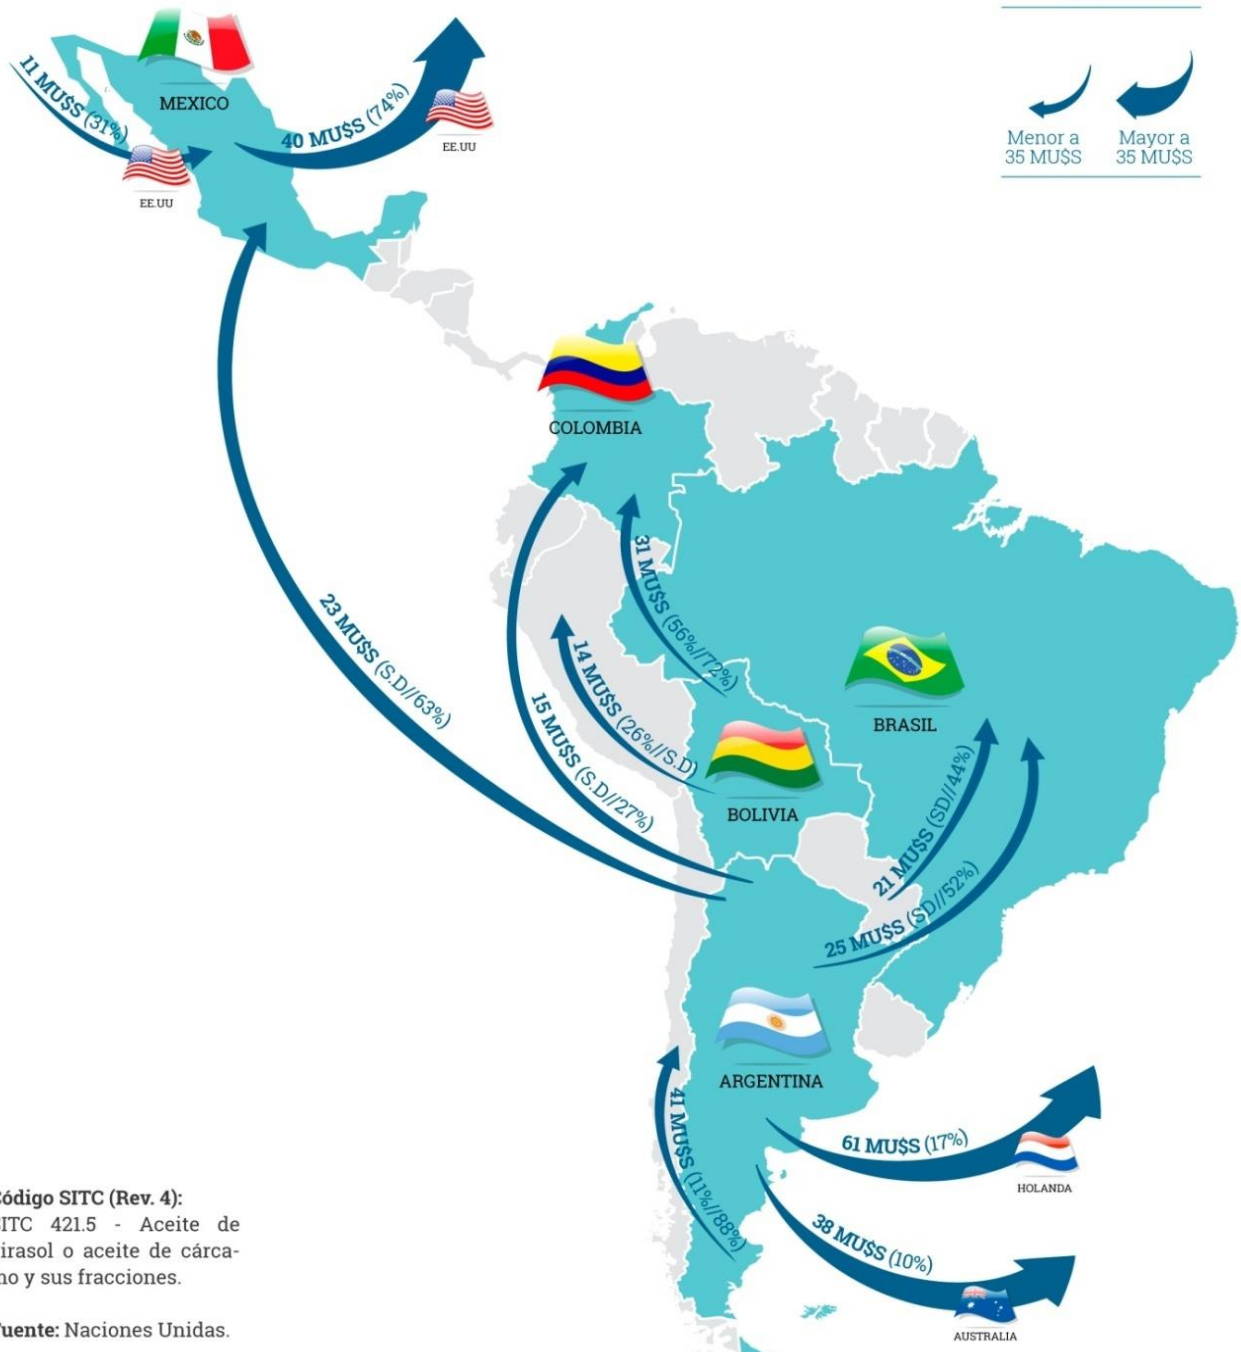 11 MU$S (31%)
MEXICO
40 MU$S (74%)
EE.UU
EE.UU
Menor a
35 MU$S
Mayor a
35 MU$S
COLOMBIA
31 MU$S (56%//72%)
23 MU$S (S.D//63%)
14 MU$S (26%//S.D)
15 MU$S (S.D//27%)
BRASIL
BOLIVIA
21 MU$S (SD//44%)
25 MU$S (SD//52%)
ARGENTINA
41 MU$S (11%//88%)
61 MU$S (17%)
HOLANDA
38 MU$S (10%)
AUSTRALIA
ódigo SITC (Rev. 4):
ITC 421.5 - Aceite de
irasol o aceite de cárca-
mo y sus fracciones.
uente: Naciones Unidas.